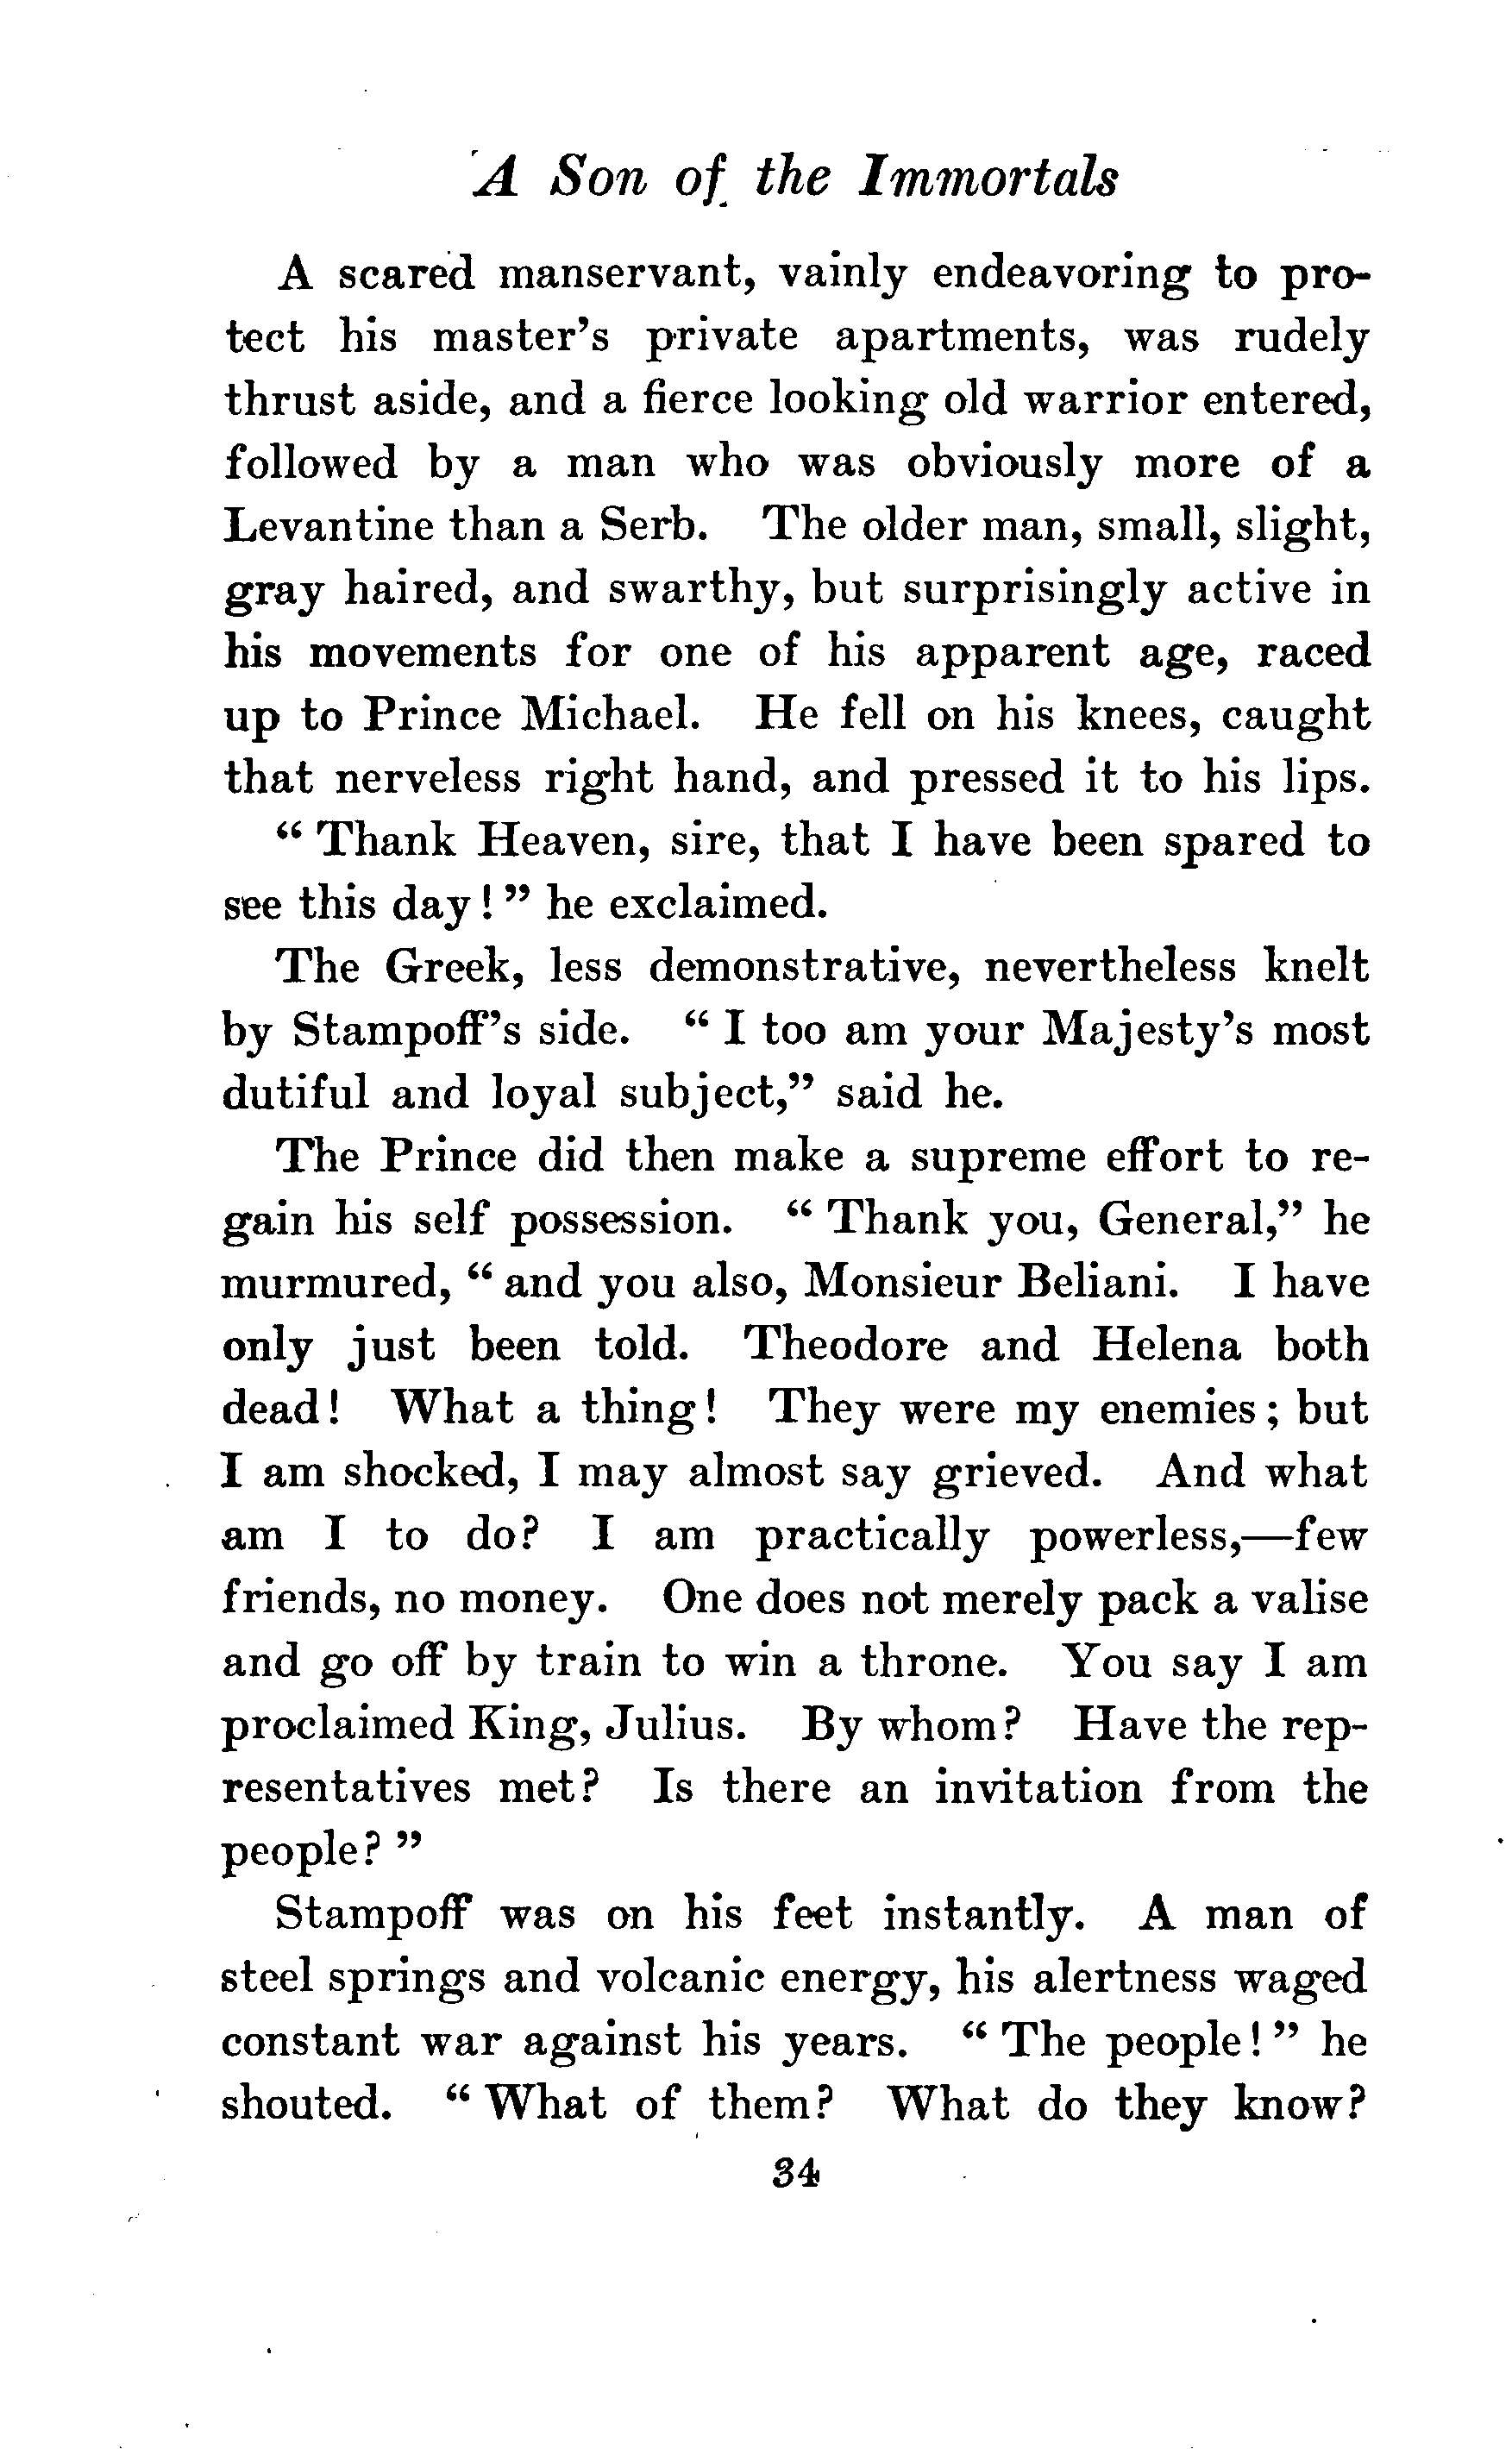 A Son of the Immortals
A scared manservant, vainly endeavoring to pro-
tect his master's private apartments, was rudely
thrust aside, and a fierce looking old warrior entered,
followed by a man who was obviously more of a
Levantine than a Serb. The older man, small, slight,
gray haired, and swarthy, but surprisingly active in
his movements for one of his apparent age, raced
up to Prince Michael. He fell on his knees, caught
that nerveless right hand, and pressed it to his lips.
“ Thank Heaven, sire, that I have been spared to
see this day! ” he exclaimed.
The Greek, less demonstrative, nevertheless knelt
by Stampoff’s side. “ I too am your Majesty’s most
dutiful and loyal subject,” said he.
The Prince did then make a supreme effort to re-
gain his self possession. “ Thank you, General,” he
murmured, “ and you also, Monsieur Beliani. I have
only just been told. Theodore and Helena both
dead! What a thing! They were my enemies; but
I am shocked, I may almost say grieved. And what
am I to do? I am practically powerless,—few
friends, no money. One does not merely pack a valise
and go off by train to win a throne. You say I am
proclaimed King, Julius. By whom? Have the rep-
resentatives met? Is there an invitation from the
people? ”
Stampoff was on his feet instantly. A man of
steel springs and volcanic energy, his alertness waged
constant war against his years. “ The people! ” he
shouted. “ What of them? What do they know?
34